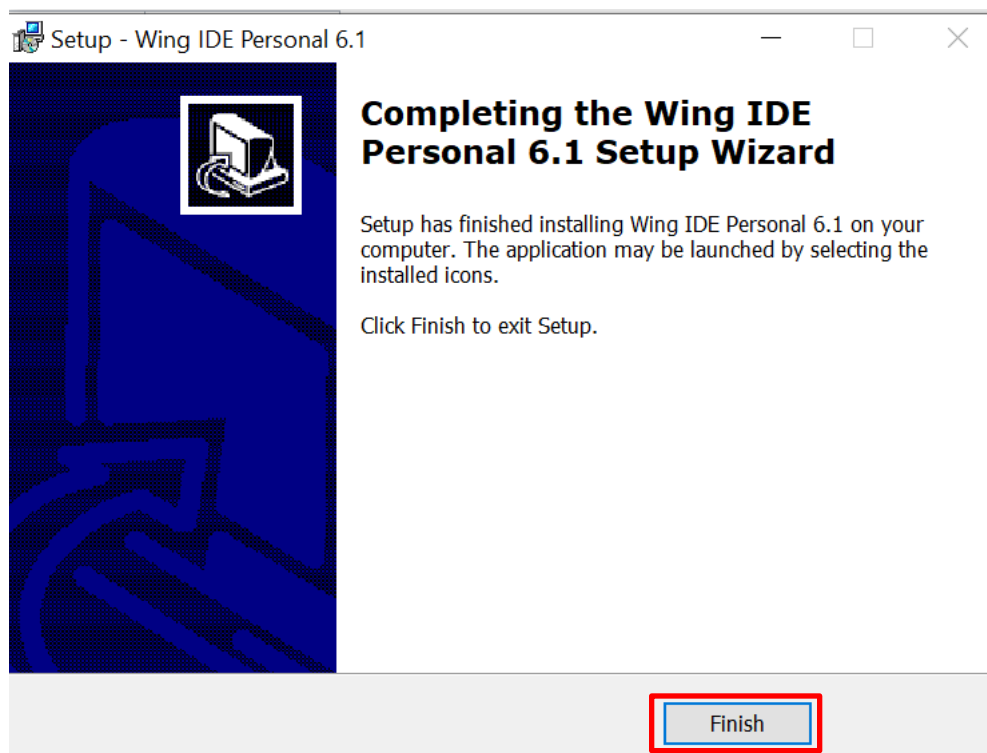 Setup - Wing IDE Personal 6.1
Completing the Wing IDE
Personal 6.1 Setup Wizard
Setup has finished installing Wing IDE Personal 6.1 on your
computer. The application may be launched by selecting the
installed icons.
Click Finish to exit Setup.
Finish